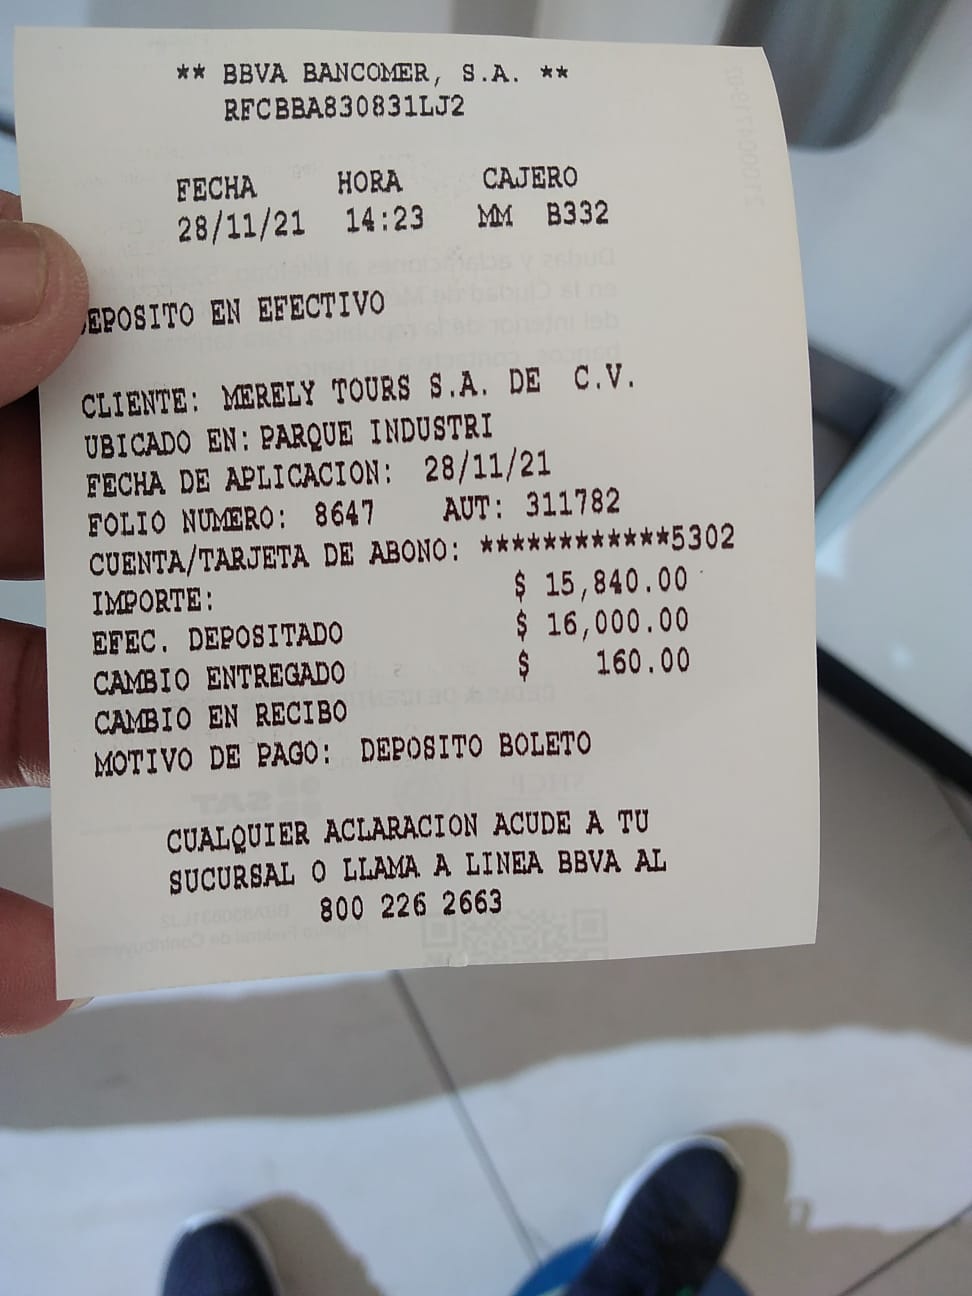 ** BBVA BANCOMER, S.A. **
RFCBBA830831LJ2
FECHA HORA CAJERO
28/11/21 14:23 MM B332
DEPOSITO EN EFECTIVO
CLIENTE: MERELY TOURS S.A. DE C.V.
UBICADO EN: PARQUE INDUSTRI
FECHA DE APLICACION: 28/11/21
FOLIO NUMERO: 8647 AUT: 311782
CUENTA/TARJETA DE ABONO: ************5302
IMPORTE: $ 15,840.00
EFEC. DEPOSITADO $ 16,000.00
CAMBIO ENTREGADO $ 160.00
CAMBIO EN RECIBO
MOTIVO DE PAGO: DEPOSITO BOLETO
CUALQUIER ACLARACION ACUDE A TU
SUCURSAL O LLAMA A LINEA BBVA AL
800 226 2663